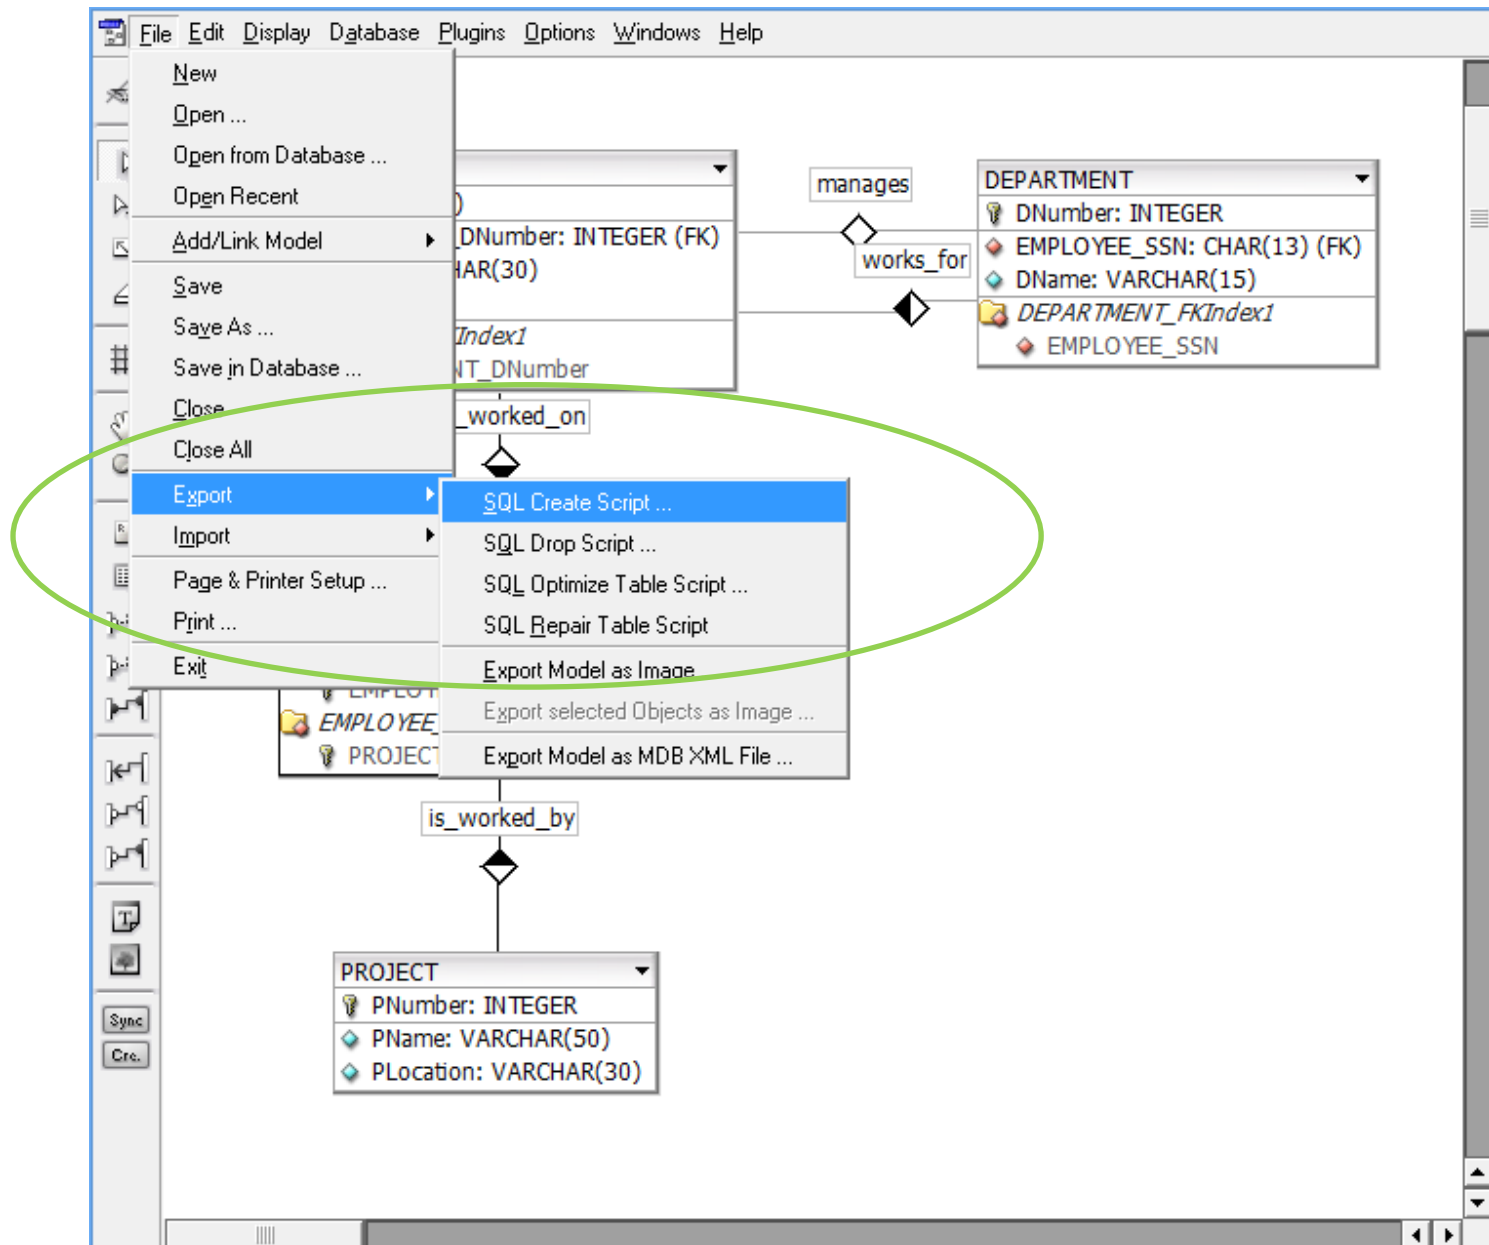 File Edit Display Database Plugins Options Windows Help
New
Open ...
Open from Database ...
Open Recent
Add/Link Model
Save
Save As ...
Save in Database ...
Close
Close All
Export
Import
Page & Printer Setup ...
Print ...
Exit
SQL Create Script ...
SQL Drop Script ...
SQL Optimize Table Script ...
SQL Repair Table Script
Export Model as Image
Export selected Objects as Image ...
Export Model as MDB XML File ...
)
_DNumber: INTEGER (FK)
HAR(30)
Index1
NT_DNumber
manages
works_for
DEPARTMENT
DNumber: INTEGER
EMPLOYEE_SSN: CHAR(13) (FK)
DName: VARCHAR(15)
DEPARTMENT_FKIndex1
EMPLOYEE_SSN
_worked_on
EMPLOYEE_
PROJECT
is_worked_by
PROJECT
PNumber: INTEGER
PName: VARCHAR(50)
PLocation: VARCHAR(30)
Sync
Cre.